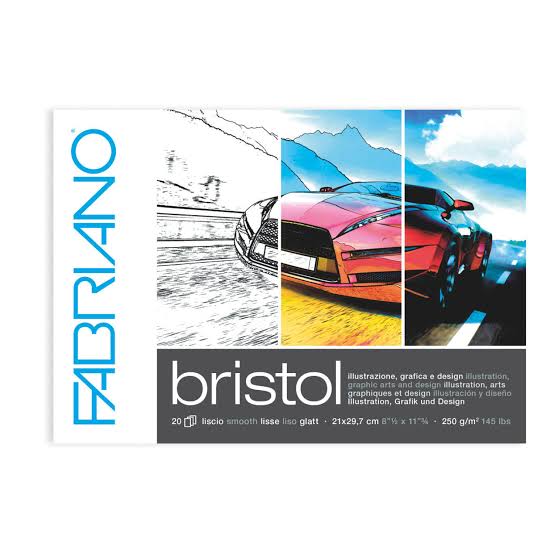 FABRIANO®
bristol
illustrazione, grafica e design illustration,
graphic arts and design illustration, arts
graphiques et design illustración y diseño
Illustration, Grafik und Design
20 liscio smooth lisse liso glatt · 21x29,7 cm 8"½ x 11"¾ · 250 g/m² 145 lbs